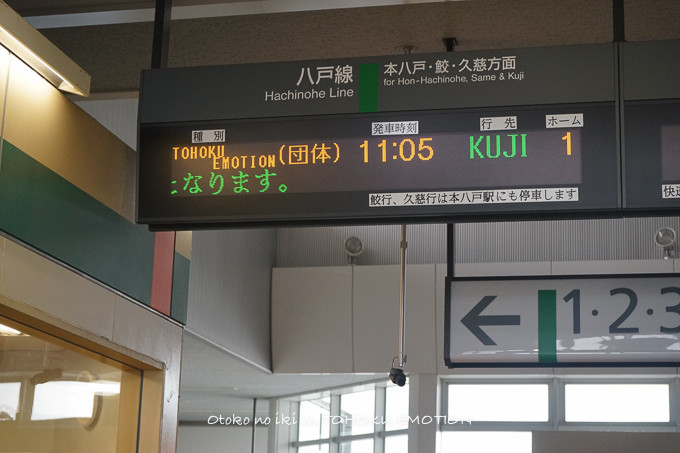 八戸線
Hachinohe Line
本八戸・鮫・久慈方面
for Hon-Hachinohe, Same & Kuji
種別
発車時刻
行先
ホーム
TOHOKU EMOTION(団体) 11:05 KUJI 1
になります。
鮫行、久慈行は本八戸駅にも停車します
快速
← 1・2・3
Otoko no iki TOHOKU EMOTION